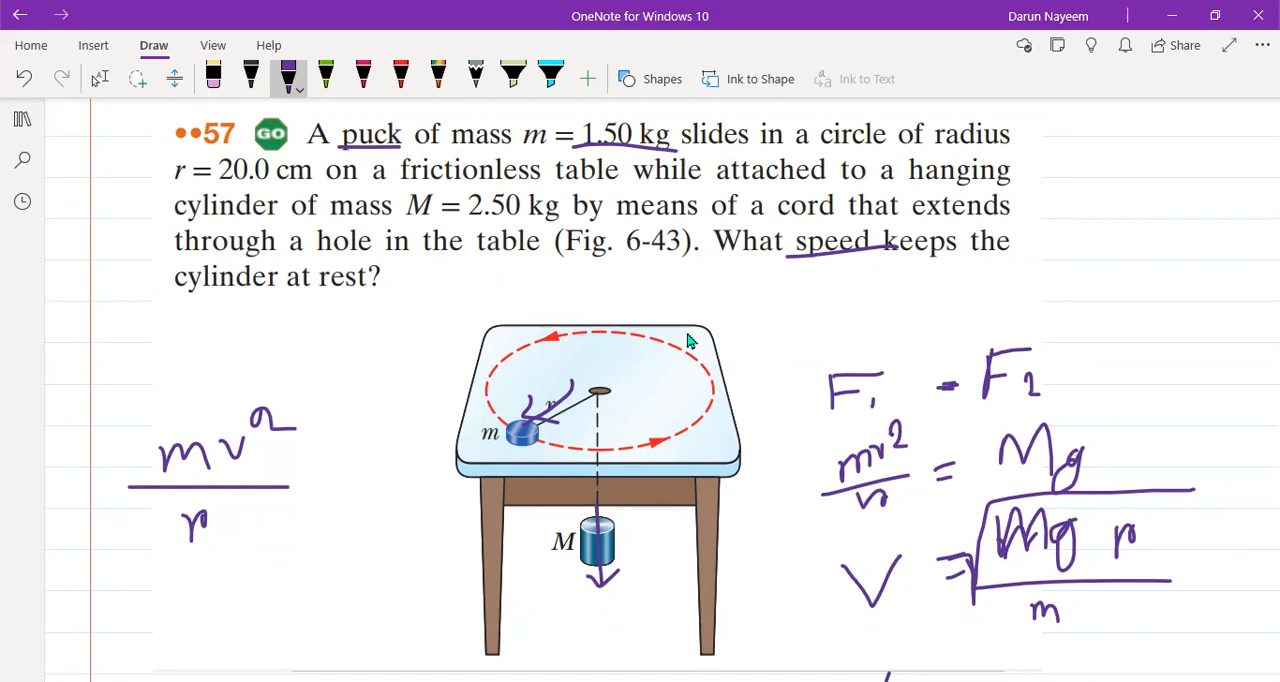 OneNote for Windows 10
Darun Nayeem
Home Insert Draw View Help
Share
Shapes Ink to Shape Ink to Text
••57 GO A puck of mass m = 1.50 kg slides in a circle of radius
r = 20.0 cm on a frictionless table while attached to a hanging
cylinder of mass M = 2.50 kg by means of a cord that extends
through a hole in the table (Fig. 6-43). What speed keeps the
cylinder at rest?
r
m
M
mv²
r
F₁ = F₂
mv²/r = Mg
V = √(Mg r
m